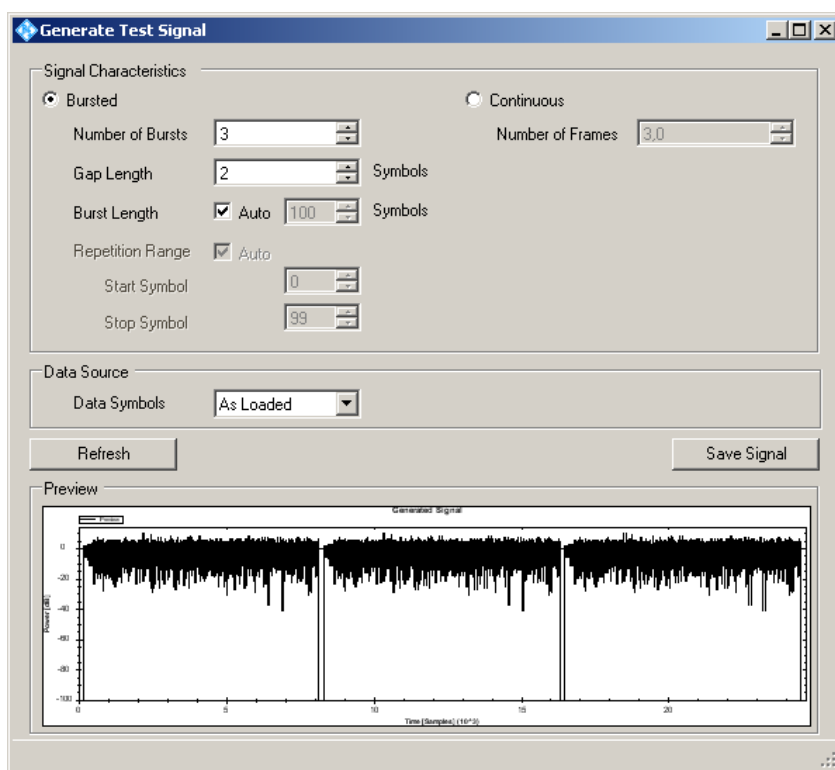 Generate Test Signal
Signal Characteristics
Bursted
Continuous
Number of Bursts 3
Number of Frames 3,0
Gap Length 2 Symbols
Burst Length Auto 100 Symbols
Repetition Range Auto
Start Symbol 0
Stop Symbol 99
Data Source
Data Symbols As Loaded
Refresh
Save Signal
Preview
Generated Signal
Preview
Power [dB]
0
-20
-40
-60
-80
-100
0 5 10 15 20
Time [Samples] (10^3)